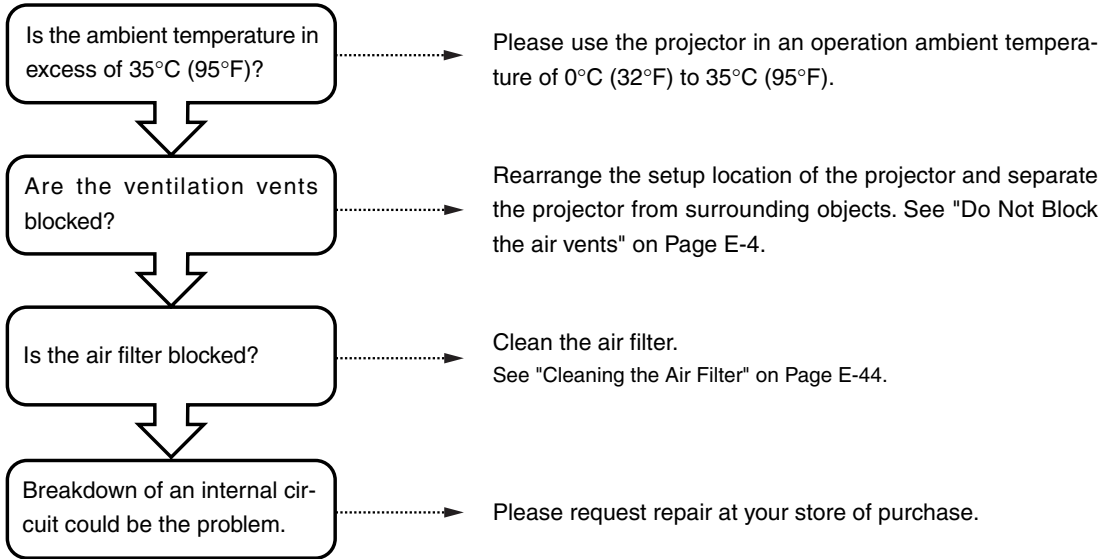 Is the ambient temperature in
excess of 35°C (95°F)?
Please use the projector in an operation ambient tempera-
ture of 0°C (32°F) to 35°C (95°F).
Are the ventilation vents
blocked?
Rearrange the setup location of the projector and separate
the projector from surrounding objects. See "Do Not Block
the air vents" on Page E-4.
Is the air filter blocked?
Clean the air filter.
See "Cleaning the Air Filter" on Page E-44.
Breakdown of an internal cir-
cuit could be the problem.
Please request repair at your store of purchase.